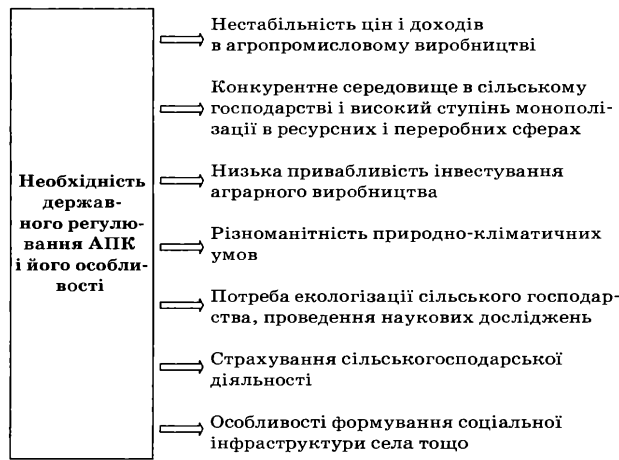 Необхідність
держав-
ного регулю-
вання АПК
і його особли-
вості
Нестабільність цін і доходів
в агропромисловому виробництві
Конкурентне середовище в сільському
господарстві і високий ступінь монополі-
зації в ресурсних і переробних сферах
Низька привабливість інвестування
аграрного виробництва
Різноманітність природно-кліматичних
умов
Потреба екологізації сільського господар-
ства, проведення наукових досліджень
Страхування сільськогосподарської
діяльності
Особливості формування соціальної
інфраструктури села тощо